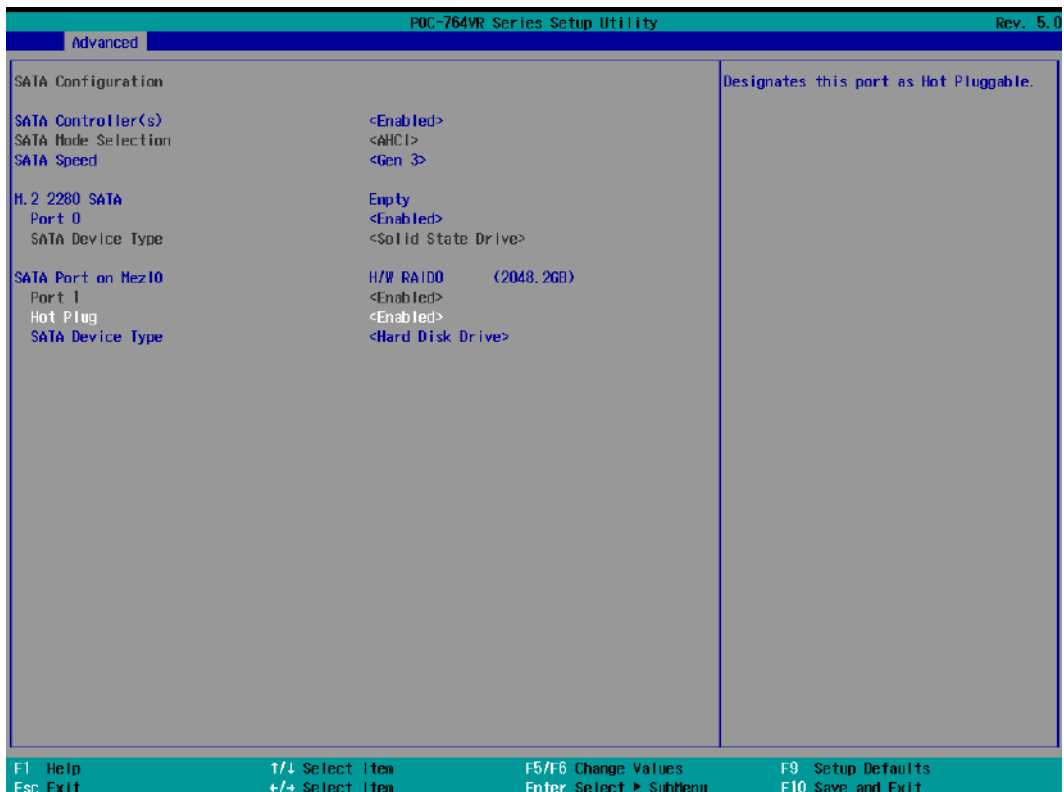 POC-764VR Series Setup Utility Rev. 5.0
Advanced
SATA Configuration
Designates this port as Hot Pluggable.
SATA Controller(s) <Enabled>
SATA Mode Selection <AHCI>
SATA Speed <Gen 3>
M.2 2280 SATA Empty
Port 0 <Enabled>
SATA Device Type <Solid State Drive>
SATA Port on MezIO H/W RAID0 (2048.2GB)
Port 1 <Enabled>
Hot Plug <Enabled>
SATA Device Type <Hard Disk Drive>
F1 Help ↑/↓ Select Item F5/F6 Change Values F9 Setup Defaults
Esc Exit ←/→ Select Item Enter Select ▶ SubMenu F10 Save and Exit